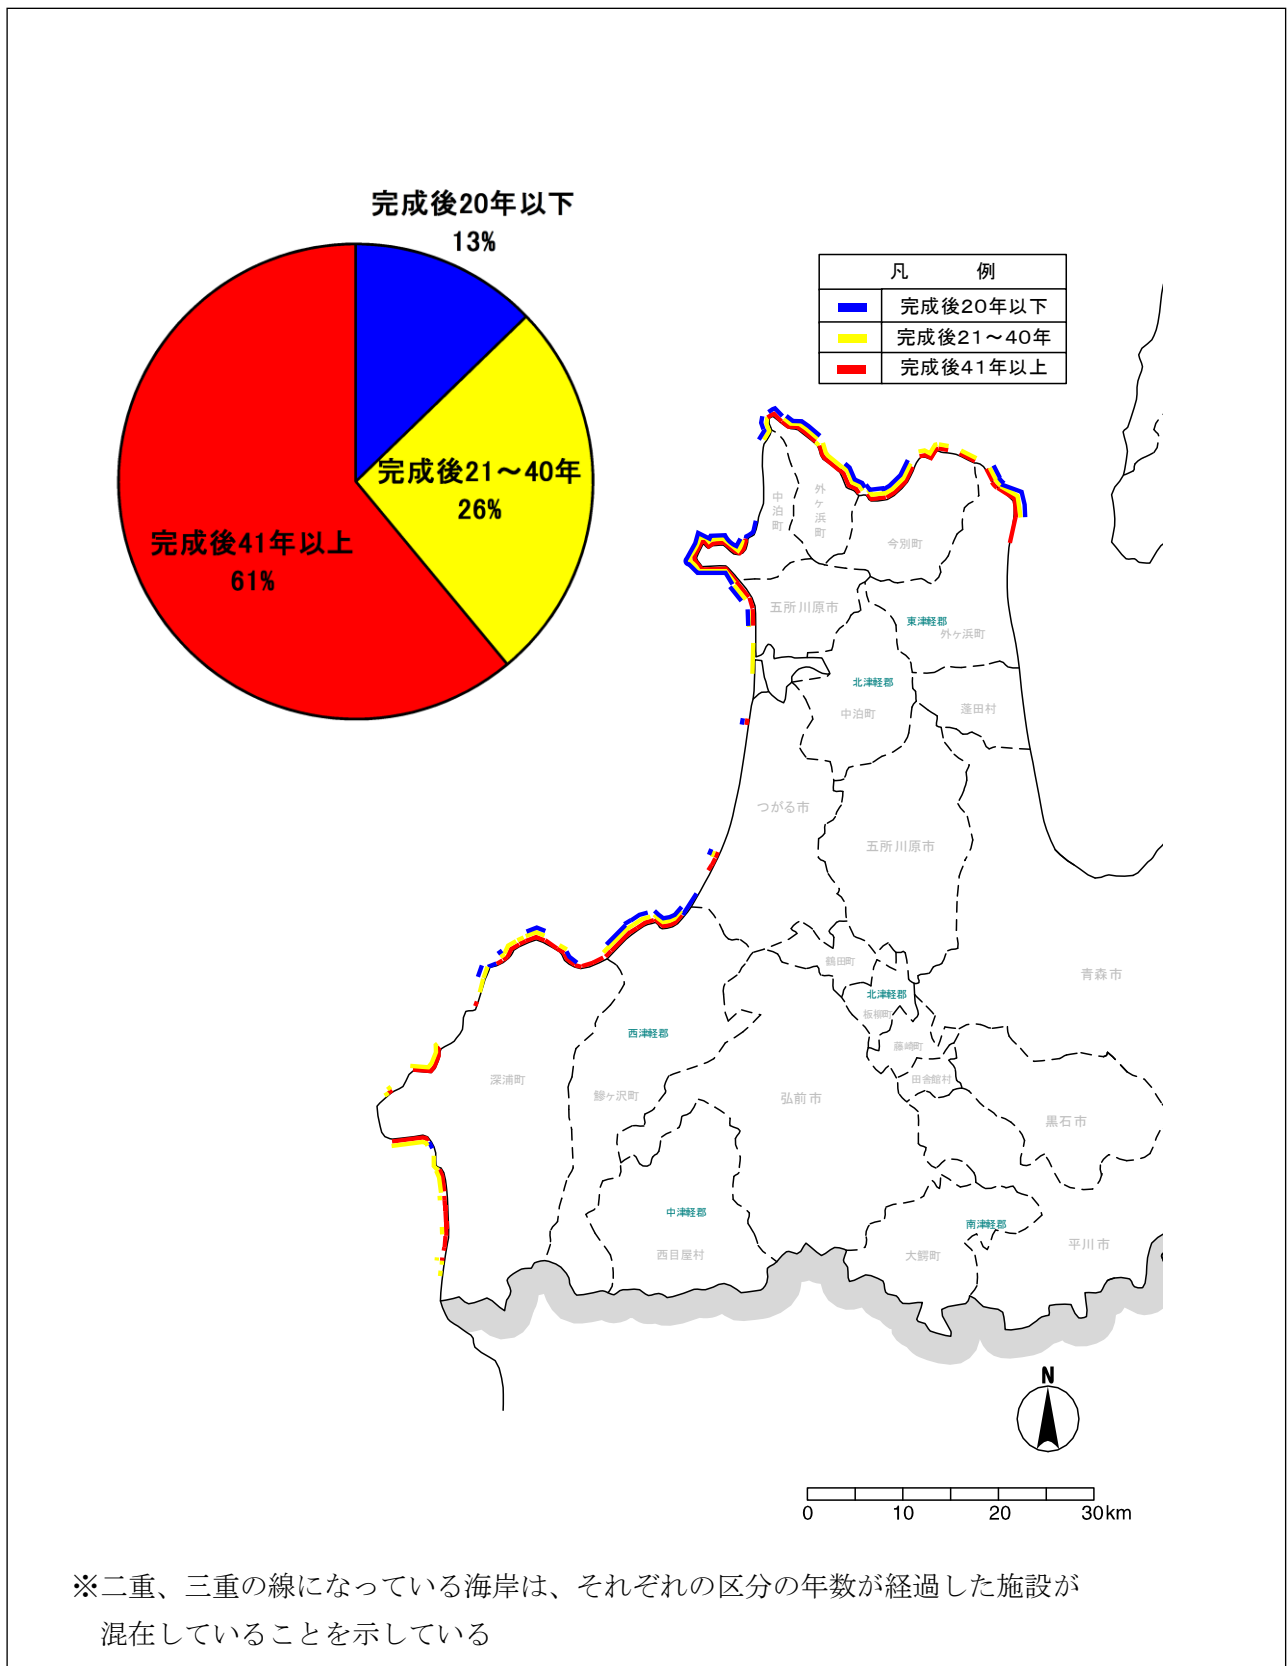 完成後20年以下
13%
完成後21～40年
26%
完成後41年以上
61%
凡 例
完成後20年以下
完成後21～40年
完成後41年以上
中泊町
外ヶ浜町
今別町
五所川原市
東津軽郡
外ヶ浜町
北津軽郡
中泊町
蓬田村
つがる市
五所川原市
鶴田町
青森市
北津軽郡
板柳町
西津軽郡
藤崎町
深浦町
田舎館村
鰺ヶ沢町
弘前市
黒石市
中津軽郡
南津軽郡
西目屋村
大鰐町
平川市
N
0 10 20 30km
※二重、三重の線になっている海岸は、それぞれの区分の年数が経過した施設が
混在していることを示している